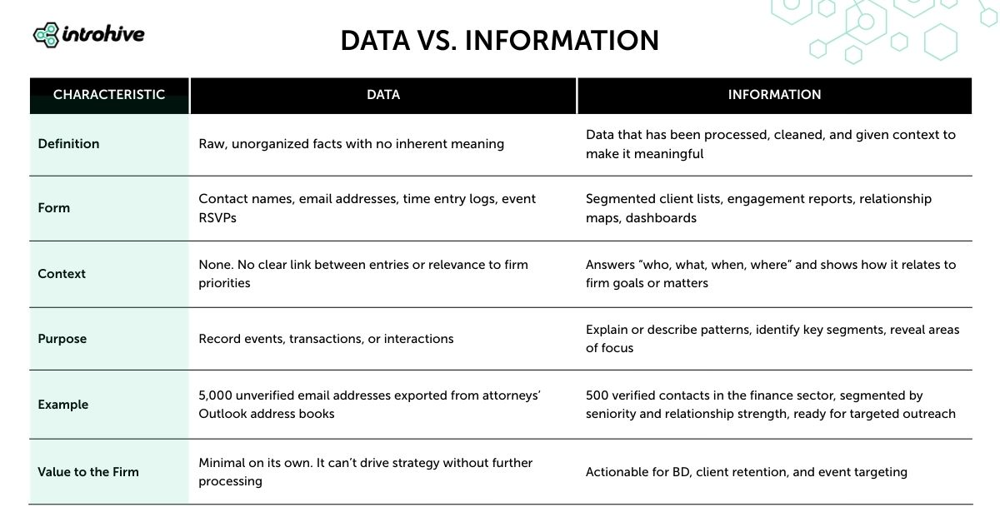 introhive
DATA VS. INFORMATION
CHARACTERISTIC
DATA
INFORMATION
Definition
Raw, unorganized facts with no inherent meaning
Data that has been processed, cleaned, and given context to
make it meaningful
Form
Contact names, email addresses, time entry logs, event
RSVPs
Segmented client lists, engagement reports, relationship
maps, dashboards
Context
None. No clear link between entries or relevance to firm
priorities
Answers “who, what, when, where” and shows how it relates to
firm goals or matters
Purpose
Record events, transactions, or interactions
Explain or describe patterns, identify key segments, reveal areas
of focus
Example
5,000 unverified email addresses exported from attorneys’
Outlook address books
500 verified contacts in the finance sector, segmented by
seniority and relationship strength, ready for targeted outreach
Value to the Firm
Minimal on its own. It can’t drive strategy without further
processing
Actionable for BD, client retention, and event targeting